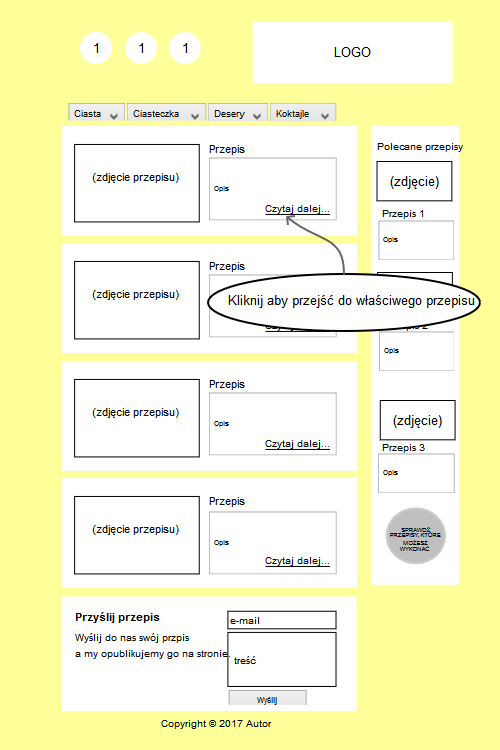 1 1 1
LOGO
Ciasta Ciasteczka Desery Koktajle
(zdjęcie przepisu)
Przepis
Opis
Czytaj dalej...
(zdjęcie przepisu)
Przepis
Kliknij aby przejść do właściwego przepisu
(zdjęcie przepisu)
Przepis
Opis
Czytaj dalej...
(zdjęcie przepisu)
Przepis
Opis
Czytaj dalej...
Polecane przepisy
(zdjęcie)
Przepis 1
Opis
2
Opis
(zdjęcie)
Przepis 3
Opis
SPRAWDŹ,
PRZEPISY, KTÓRE
MOŻESZ
WYKONAĆ
Przyślij przepis
Wyślij do nas swój przpis
a my opublikujemy go na stronie.
e-mail
treść
Wyślij
Copyright © 2017 Autor